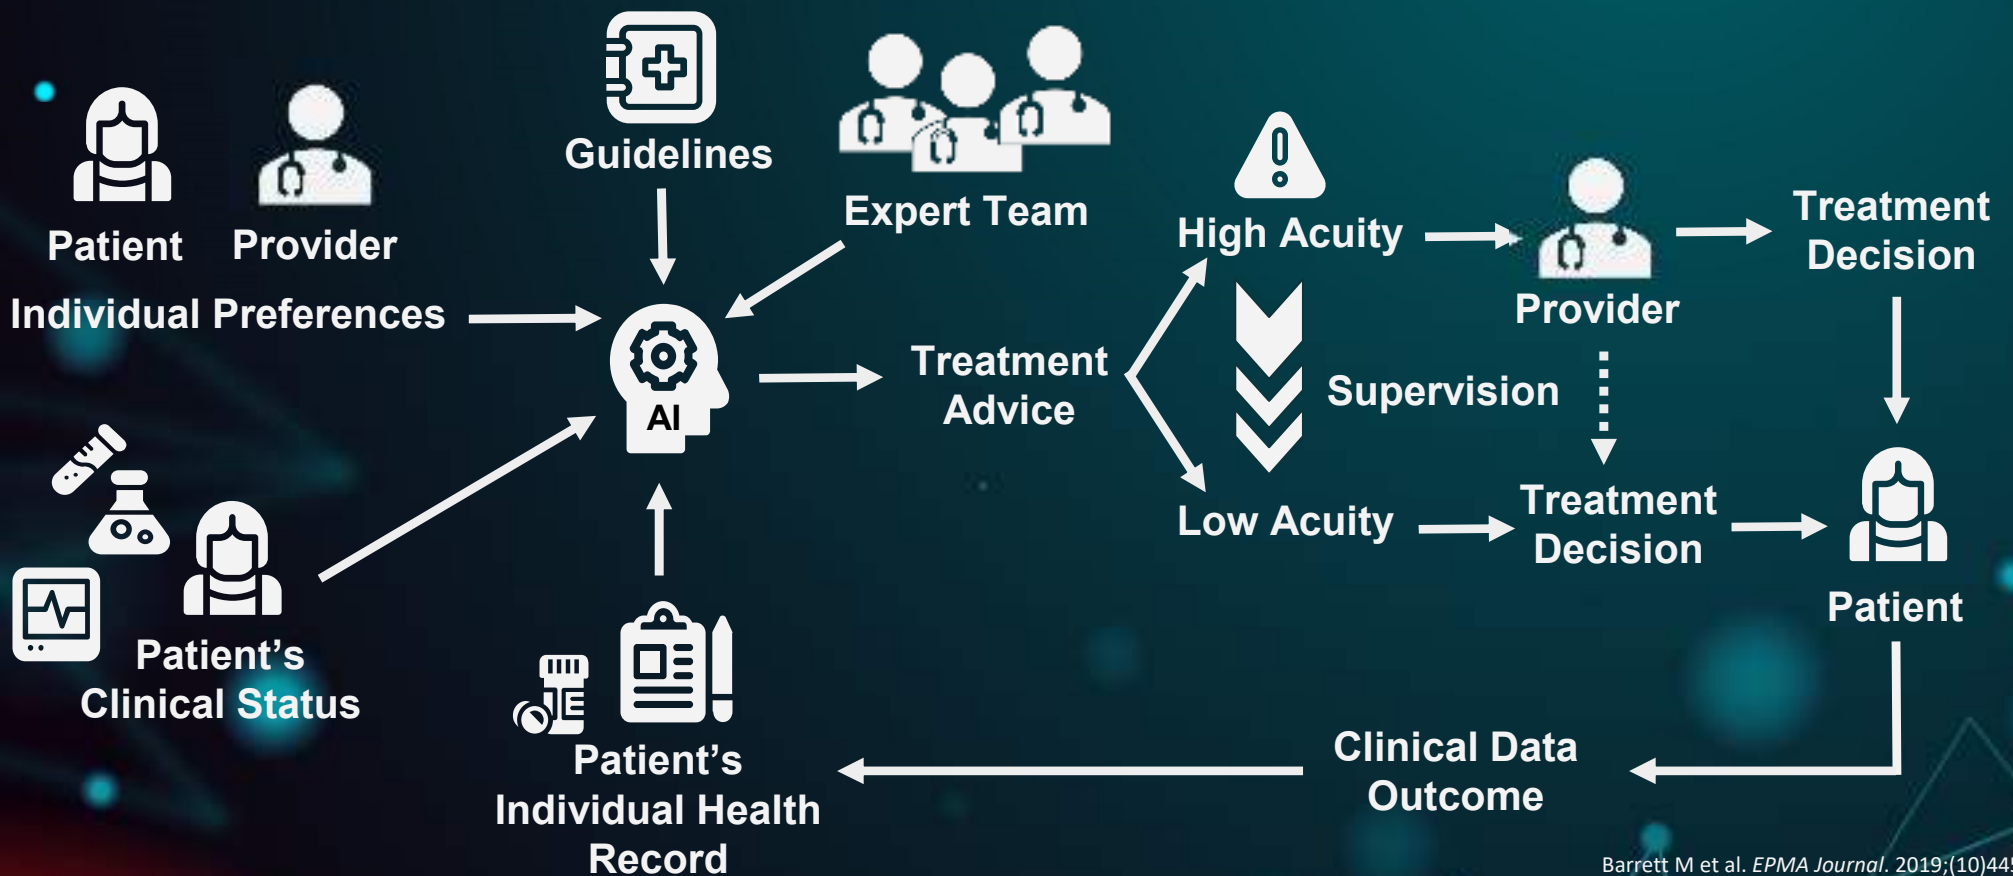 Patient
Provider
Individual Preferences
Guidelines
Expert Team
AI
Patient's
Clinical Status
Patient's
Individual Health
Record
Treatment
Advice
High Acuity
Supervision
Low Acuity
Provider
Treatment
Decision
Treatment
Decision
Patient
Clinical Data
Outcome
Barrett M et al. EPMA Journal. 2019;(10)445